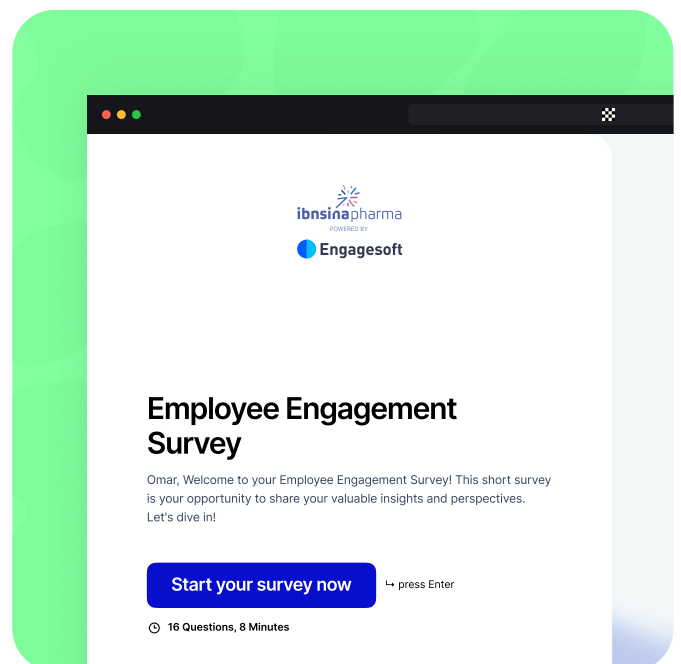 ibnsinapharma
POWERED BY
Engagesoft
Employee Engagement
Survey
Omar, Welcome to your Employee Engagement Survey! This short survey
is your opportunity to share your valuable insights and perspectives.
Let's dive in!
Start your survey now
↳ press Enter
16 Questions, 8 Minutes